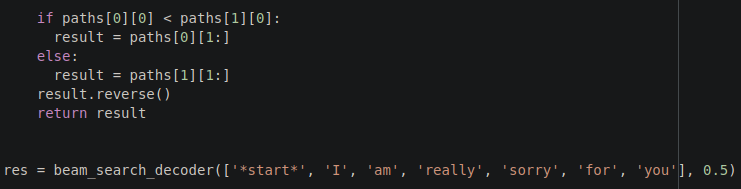 if paths[0][0] < paths[1][0]:
  result = paths[0][1:]
else:
  result = paths[1][1:]
result.reverse()
return result
res = beam_search_decoder(['*start*', 'I', 'am', 'really', 'sorry', 'for', 'you'], 0.5)